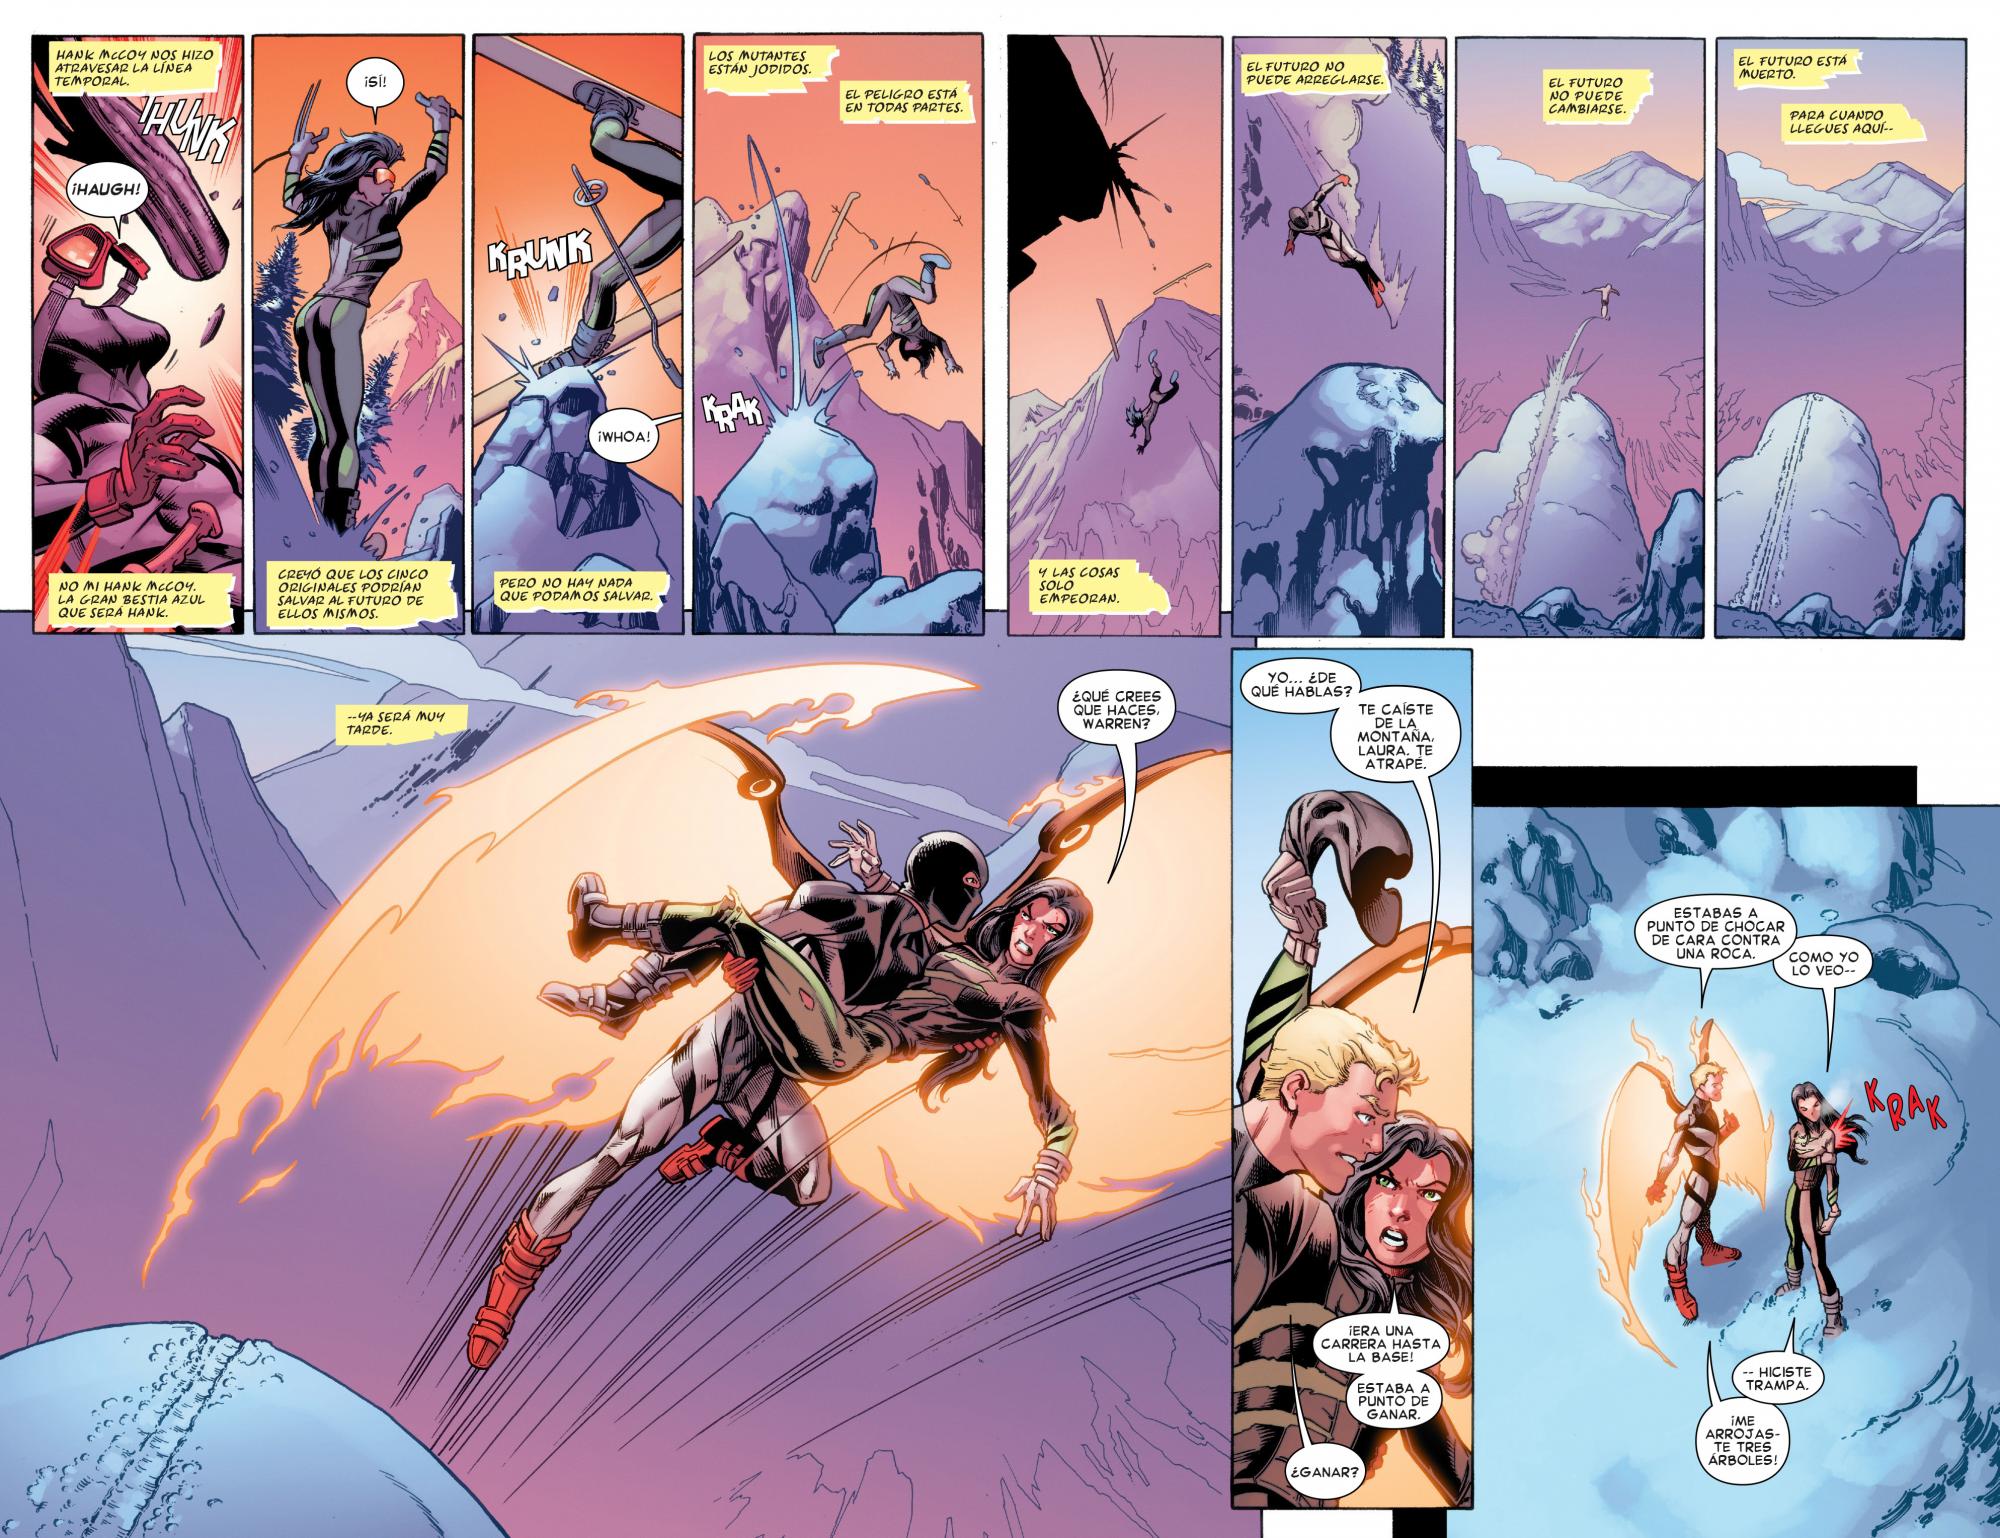 HANK McCOY NOS HIZO
ATRAVESAR LA LÍNEA
TEMPORAL.
THUNK
¡HAUGH!
NO MI HANK McCOY.
LA GRAN BESTIA AZUL
QUE SERÁ HANK.
¡SÍ!
CREYÓ QUE LOS CINCO
ORIGINALES PODRÍAN
SALVAR AL FUTURO DE
ELLOS MISMOS.
KRUNK
¡WHOA!
PERO NO HAY NADA
QUE PODAMOS SALVAR.
LOS MUTANTES
ESTÁN JODIDOS.
EL PELIGRO ESTÁ
EN TODAS PARTES.
KRAK
Y LAS COSAS
SOLO
EMPEORAN.
EL FUTURO NO
PUEDE ARREGLARSE.
EL FUTURO
NO PUEDE
CAMBIARSE.
EL FUTURO ESTÁ
MUERTO.
PARA CUANDO
LLEGUES AQUÍ--
--YA SERÁ MUY
TARDE.
¿QUÉ CREES
QUE HACES,
WARREN?
YO... ¿DE
QUÉ HABLAS?
TE CAÍSTE
DE LA
MONTAÑA,
LAURA. TE
ATRAPÉ.
¡ERA UNA
CARRERA HASTA
LA BASE!
ESTABA A
PUNTO DE
GANAR.
¿GANAR?
ESTABAS A
PUNTO DE CHOCAR
DE CARA CONTRA
UNA ROCA.
COMO YO
LO VEO--
KRAK
-- HICISTE
TRAMPA.
¡ME
ARROJAS-
TE TRES
ÁRBOLES!